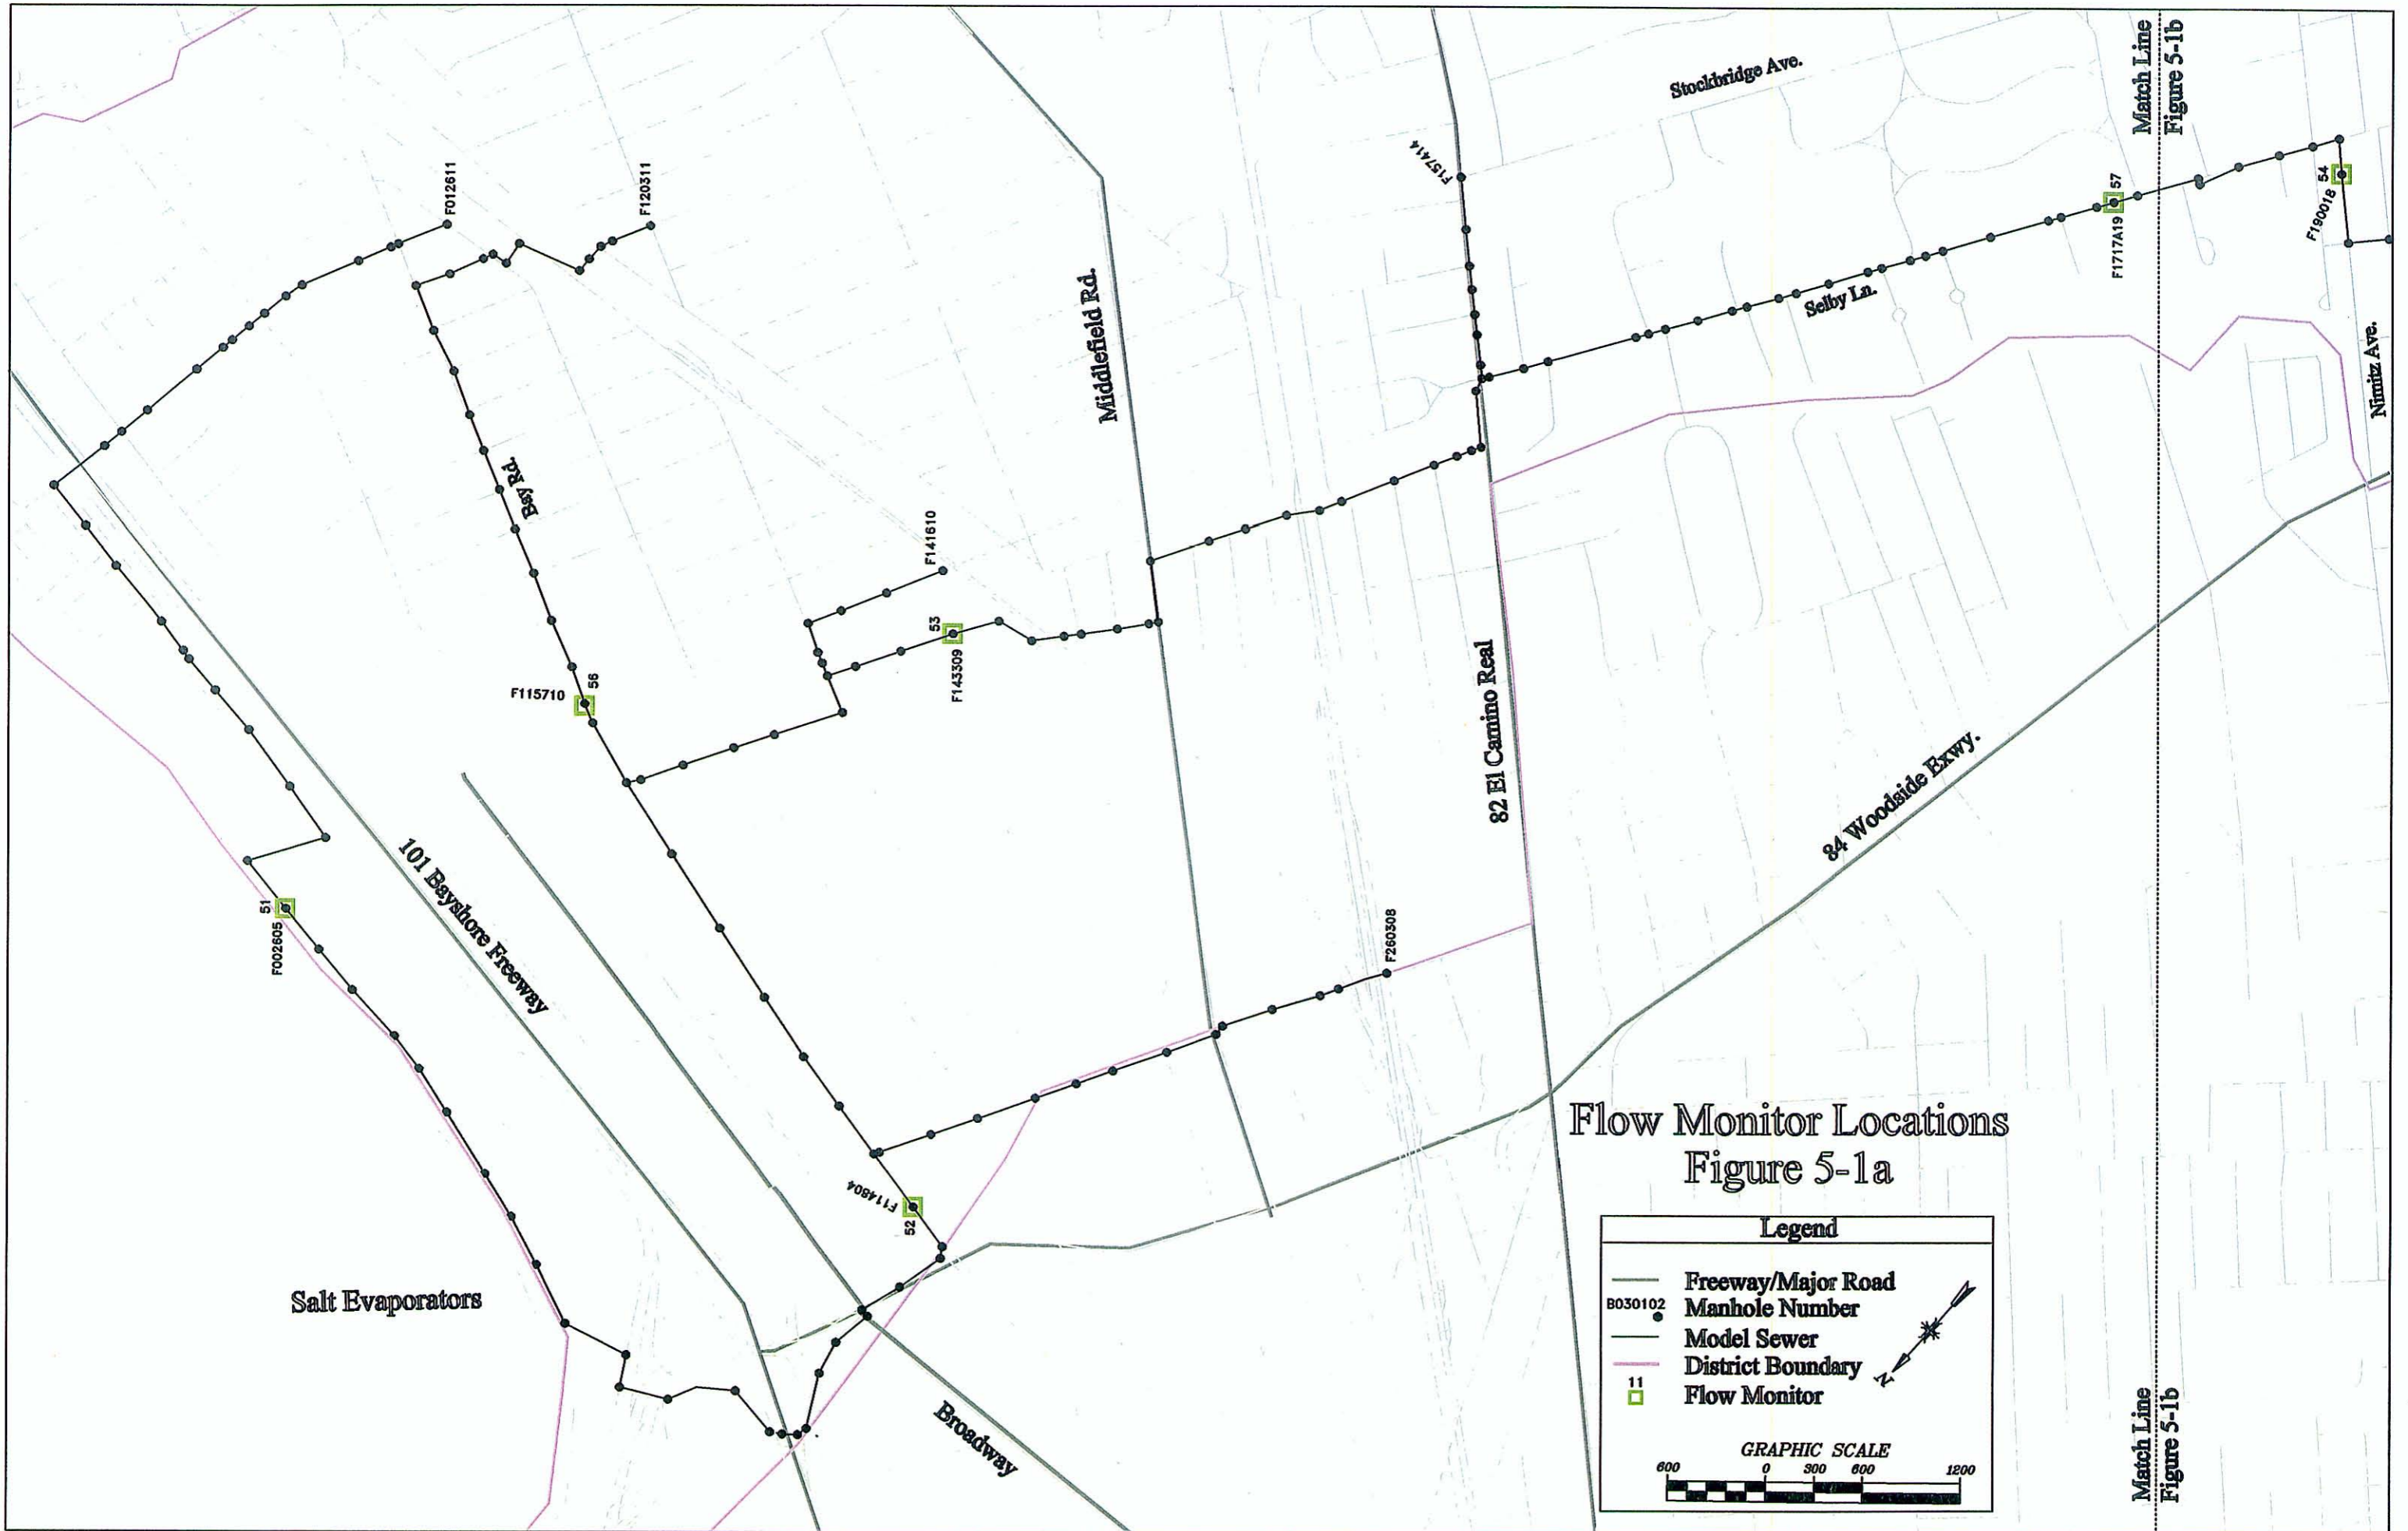 Match Line
Figure 5-1b
Stockbridge Ave.
F157414
F012611
F120311
57
F1717A19
54
F190018
Middlefield Rd.
Selby Ln.
Nimitz Ave.
Bay Rd.
F141610
53
F143309
F115710
56
82 El Camino Real
84 Woodside Exwy.
101 Bayshore Freeway
51
F002605
F260308
F114804
52
Salt Evaporators
Broadway
Flow Monitor Locations
Figure 5-1a
Legend
Freeway/Major Road
B030102 Manhole Number
Model Sewer
District Boundary
11
Flow Monitor
N
GRAPHIC SCALE
600 0 300 600 1200
Match Line
Figure 5-1b